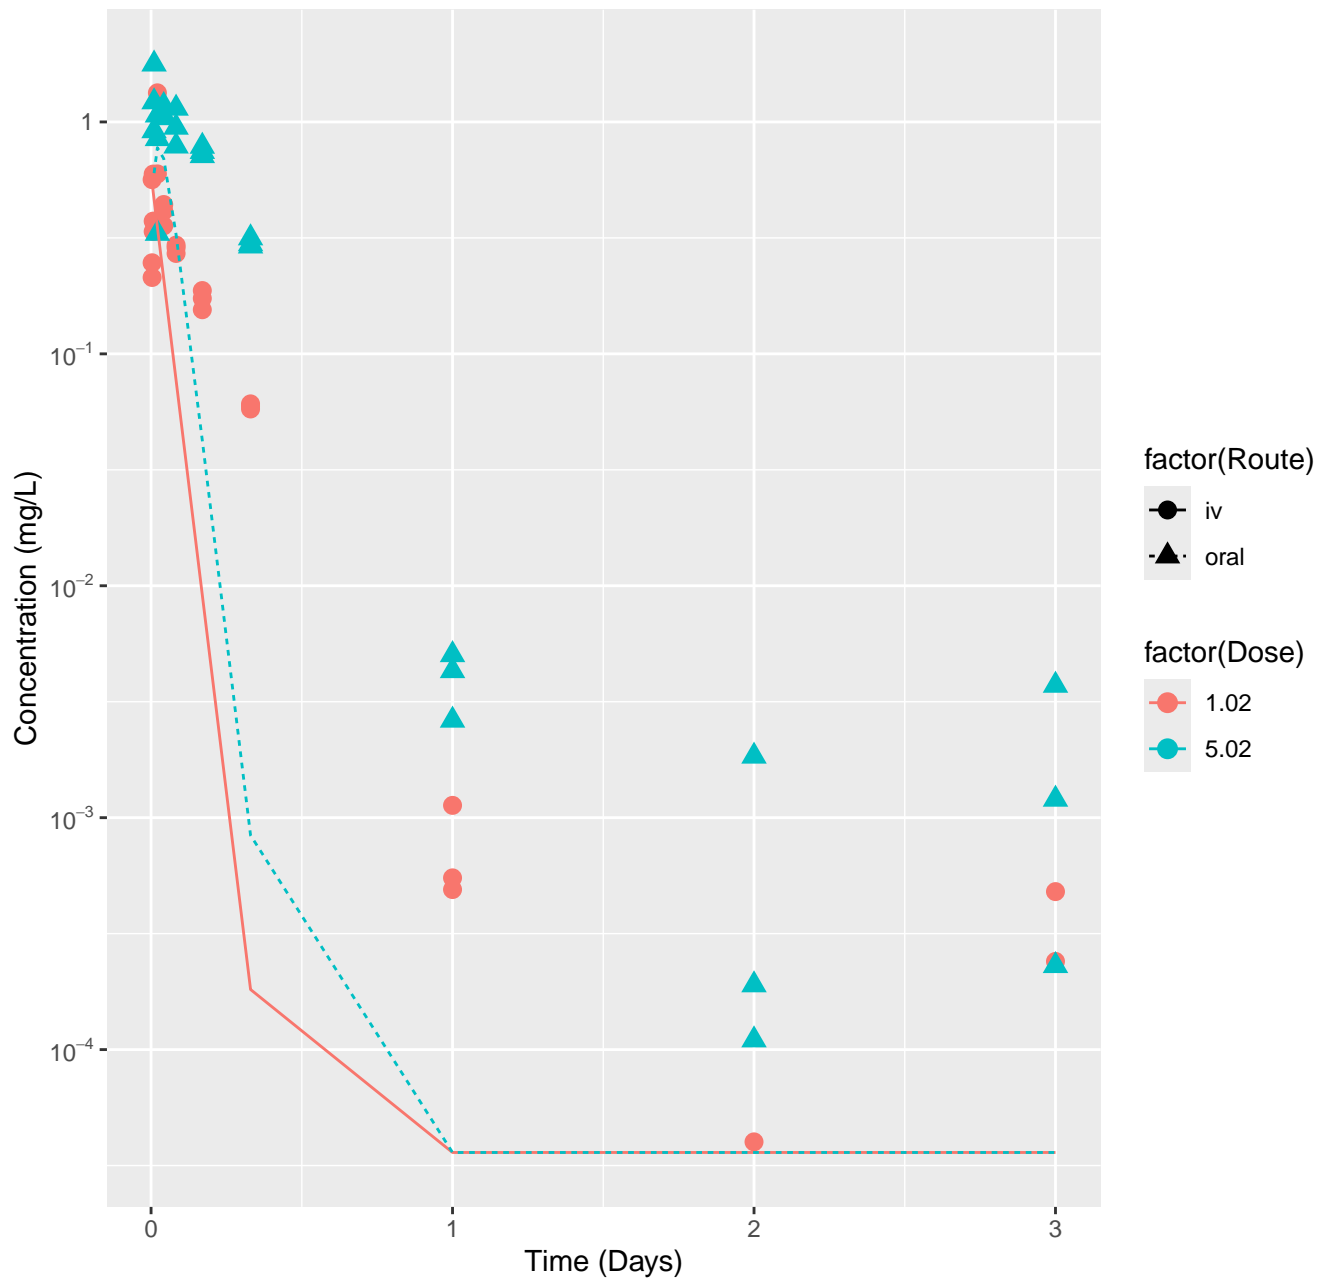 1
10⁻¹
10⁻²
10⁻³
10⁻⁴
Concentration (mg/L)
0 1 2 3
Time (Days)
factor(Route)
iv
oral
factor(Dose)
1.02
5.02